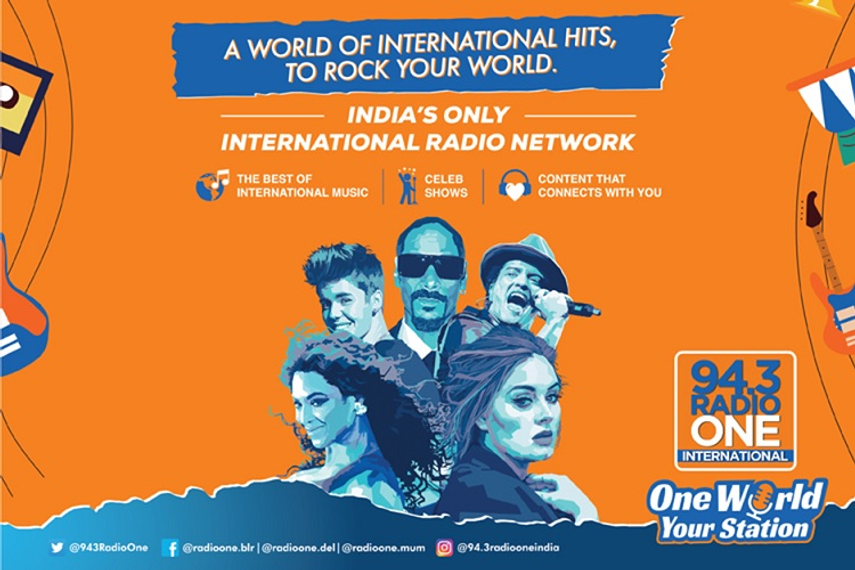 A WORLD OF INTERNATIONAL HITS,
TO ROCK YOUR WORLD.
INDIA'S ONLY
INTERNATIONAL RADIO NETWORK
THE BEST OF
INTERNATIONAL MUSIC
CELEB
SHOWS
CONTENT THAT
CONNECTS WITH YOU
94.3
RADIO
ONE
INTERNATIONAL
One World
Your Station
@943RadioOne
@radioone.blr|@radioone.del|@radioone.mum
@94.3radiooneindia